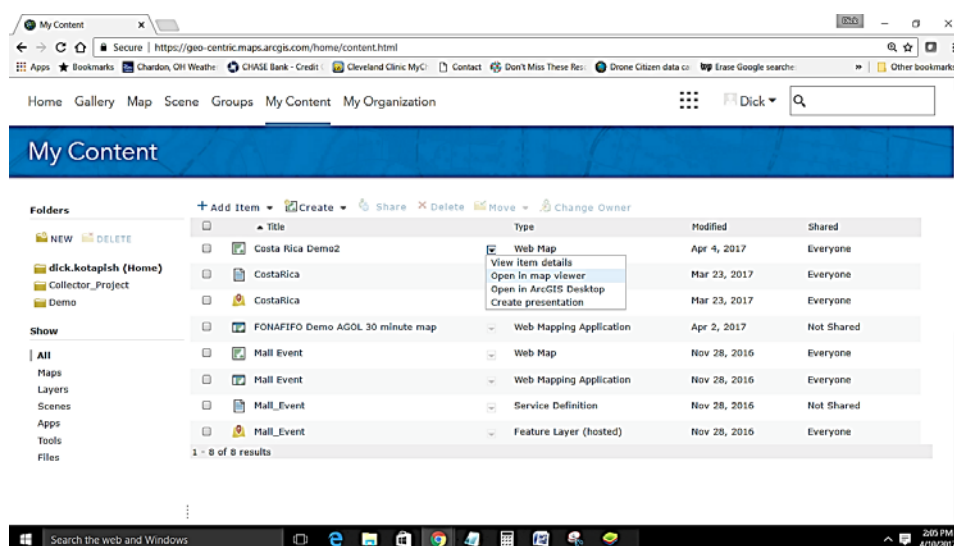 My Content
Dick
Secure | https://geo-centric.maps.arcgis.com/home/content.html
Apps Bookmarks Chardon, OH Weathe CHASE Bank - Credit Cleveland Clinic MyC Contact Don't Miss These Res Drone Citizen data ca Erase Google searche » Other bookmarks
Home Gallery Map Scene Groups My Content My Organization Dick
My Content
Folders
Add Item Create Share Delete Move Change Owner
Title Type Modified Shared
NEW DELETE
Costa Rica Demo2 Web Map Apr 4, 2017 Everyone
View item details
Open in map viewer
Open in ArcGIS Desktop
Create presentation
dick.kotapish (Home)
Collector_Project
Demo
CostaRica Mar 23, 2017 Everyone
CostaRica Mar 23, 2017 Everyone
Show
FONAFIFO Demo AGOL 30 minute map Web Mapping Application Apr 2, 2017 Not Shared
All
Maps
Layers
Scenes
Apps
Tools
Files
Mall Event Web Map Nov 28, 2016 Everyone
Mall Event Web Mapping Application Nov 28, 2016 Everyone
Mall_Event Service Definition Nov 28, 2016 Not Shared
Mall_Event Feature Layer (hosted) Nov 28, 2016 Everyone
1 - 8 of 8 results
Search the web and Windows
2:05 PM